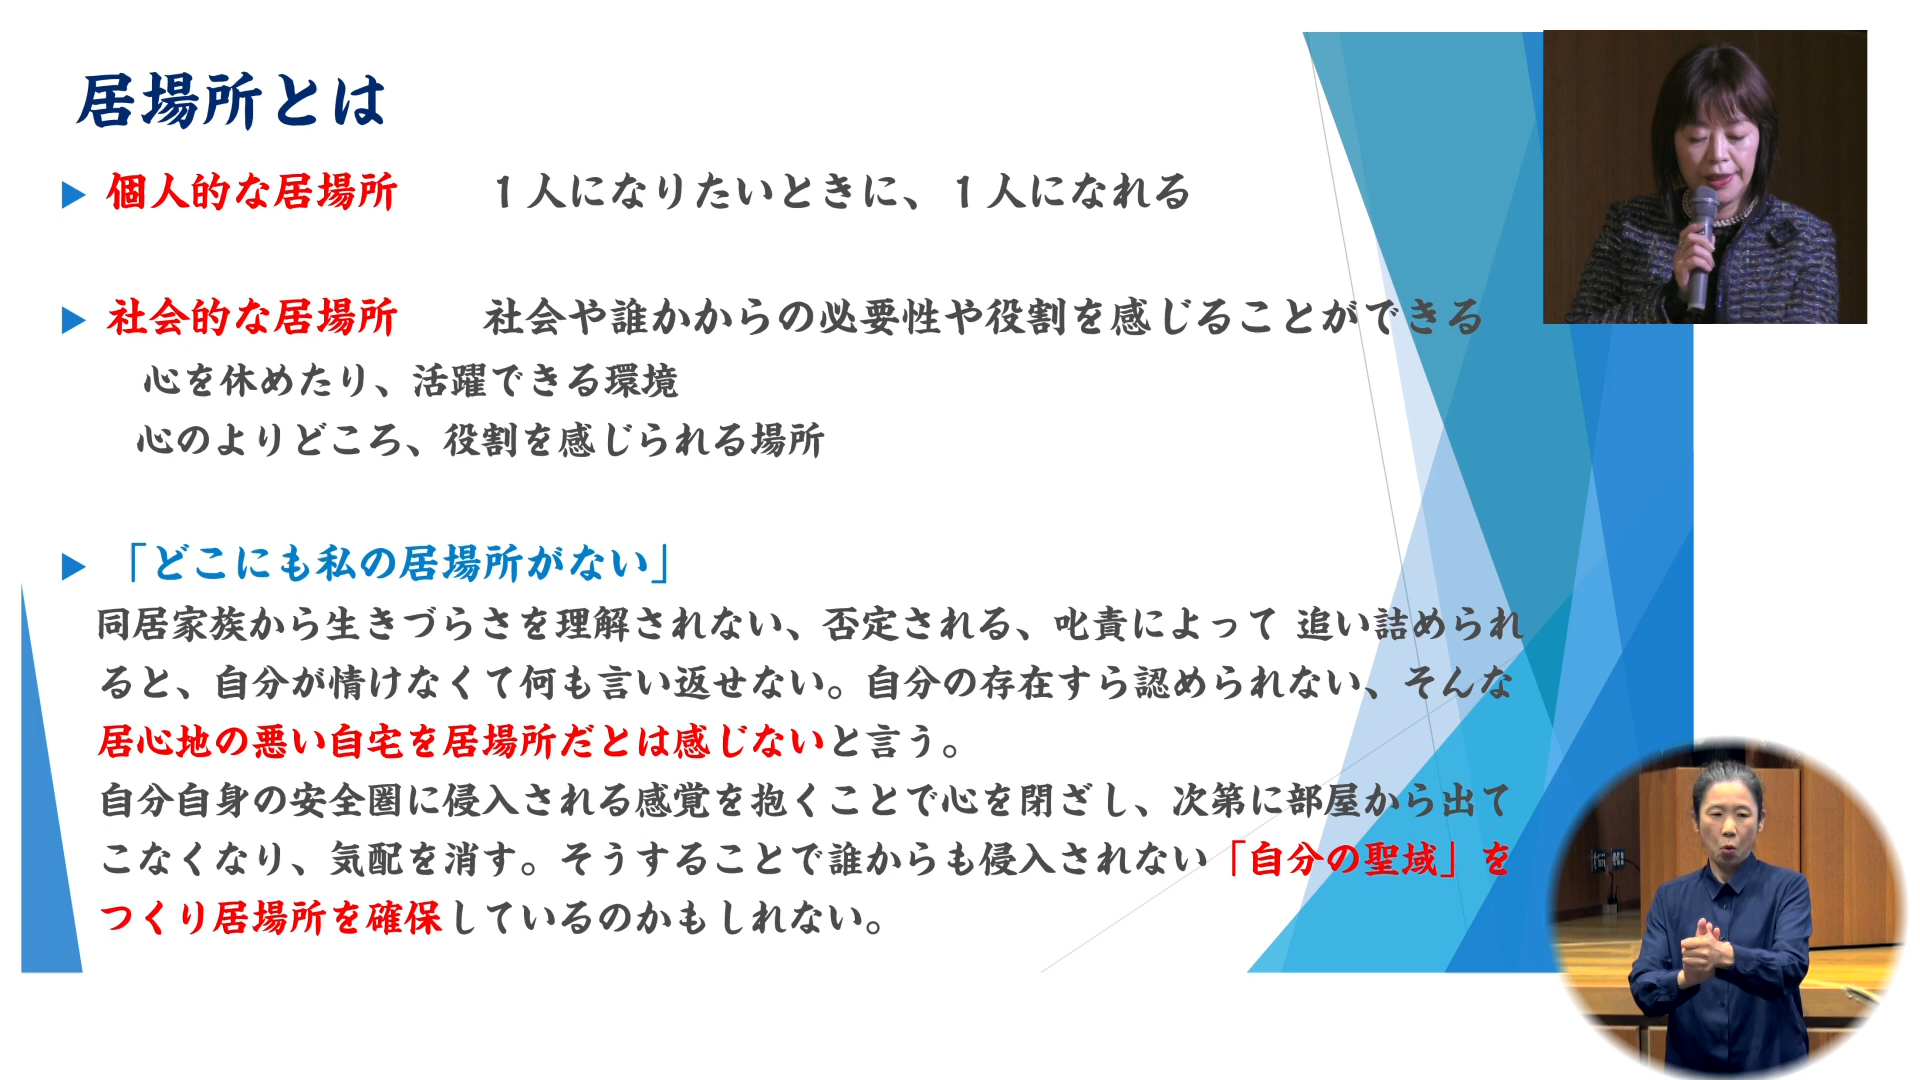 居場所とは
個人的な居場所　　１人になりたいときに、１人になれる
社会的な居場所　　社会や誰かからの必要性や役割を感じることができる
心を休めたり、活躍できる環境
心のよりどころ、役割を感じられる場所
「どこにも私の居場所がない」
同居家族から生きづらさを理解されない、否定される、叱責によって 追い詰められ
ると、自分が情けなくて何も言い返せない。自分の存在すら認められない、そんな
居心地の悪い自宅を居場所だとは感じないと言う。
自分自身の安全圏に侵入される感覚を抱くことで心を閉ざし、次第に部屋から出て
こなくなり、気配を消す。そうすることで誰からも侵入されない「自分の聖域」を
つくり居場所を確保しているのかもしれない。